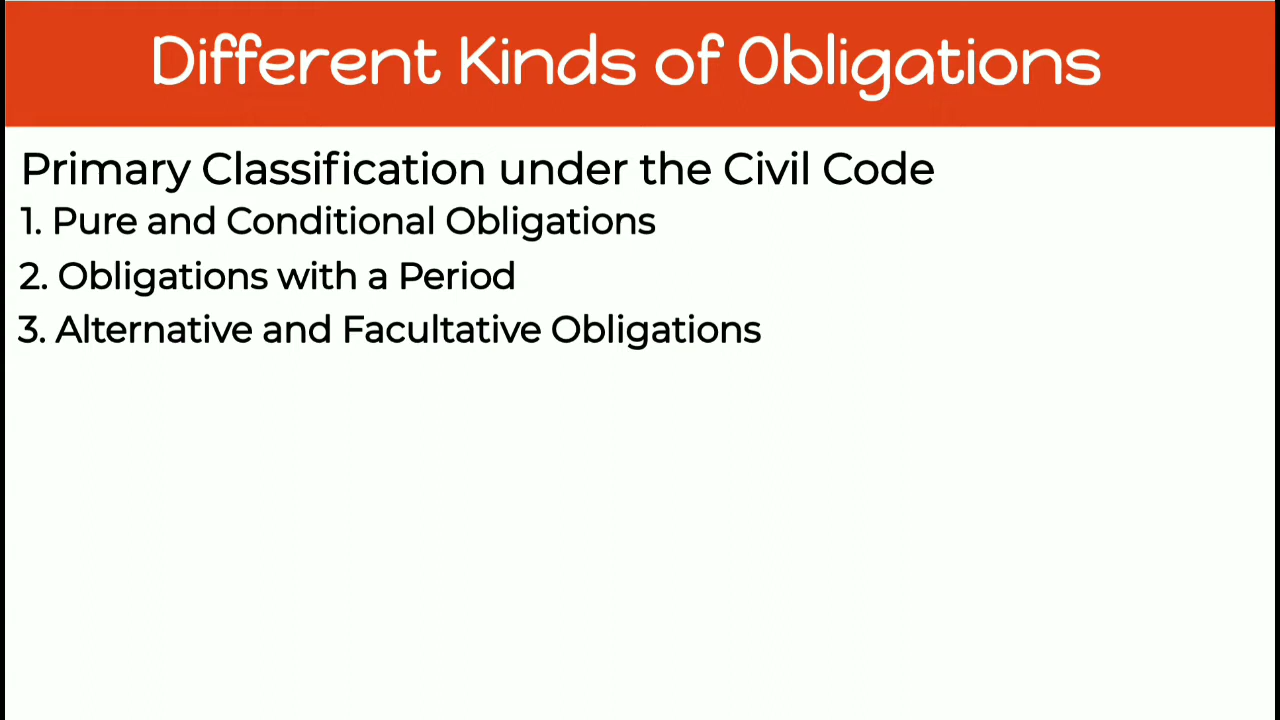 Different Kinds of Obligations
Primary Classification under the Civil Code
1. Pure and Conditional Obligations
2. Obligations with a Period
3. Alternative and Facultative Obligations